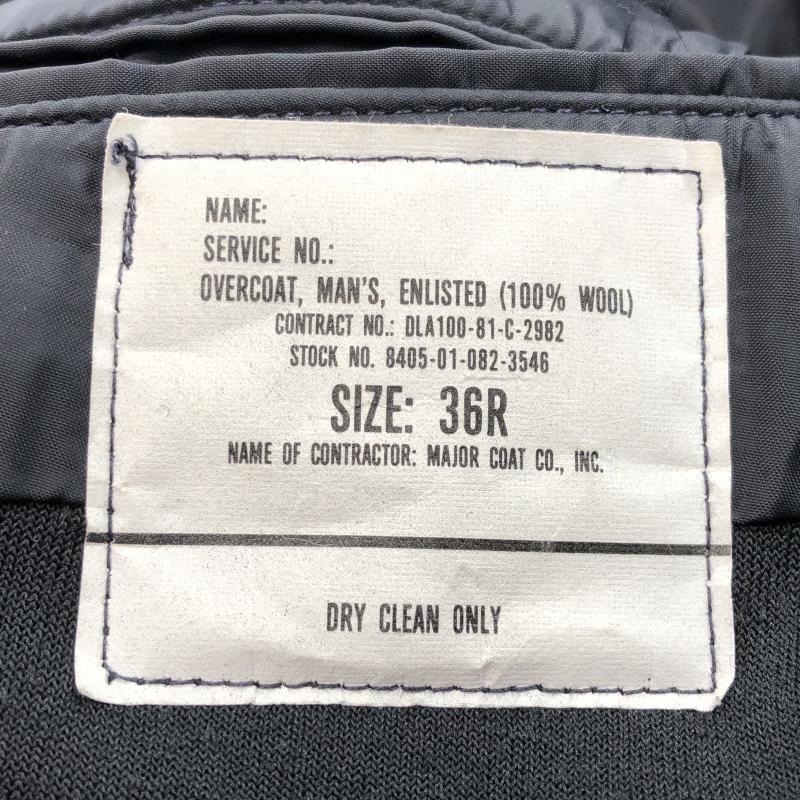 NAME:
SERVICE NO.:
OVERCOAT, MAN'S, ENLISTED (100% WOOL)
CONTRACT NO.: DLA100-81-C-2982
STOCK NO. 8405-01-082-3546
SIZE: 36R
NAME OF CONTRACTOR: MAJOR COAT CO., INC.
DRY CLEAN ONLY